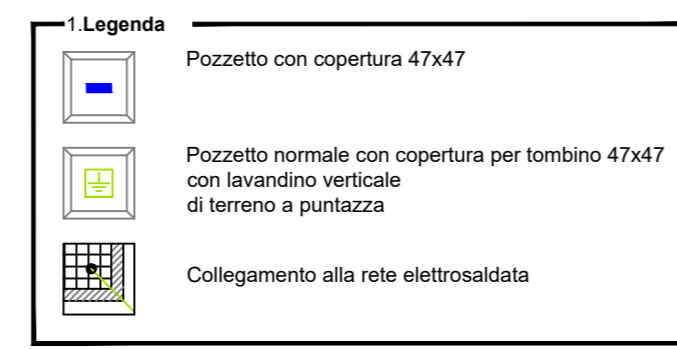 1.Legenda
Pozzetto con copertura 47x47
Pozzetto normale con copertura per tombino 47x47
con lavandino verticale
di terreno a puntazza
Collegamento alla rete elettrosaldata